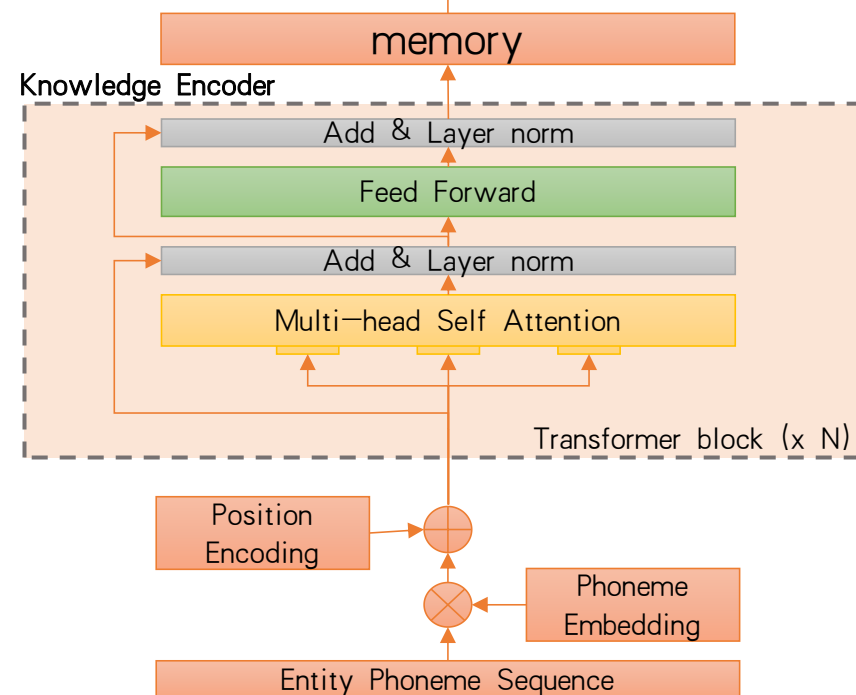 memory
Knowledge Encoder
Add & Layer norm
Feed Forward
Add & Layer norm
Multi-head Self Attention
Transformer block (x N)
Position
Encoding
Phoneme
Embedding
Entity Phoneme Sequence